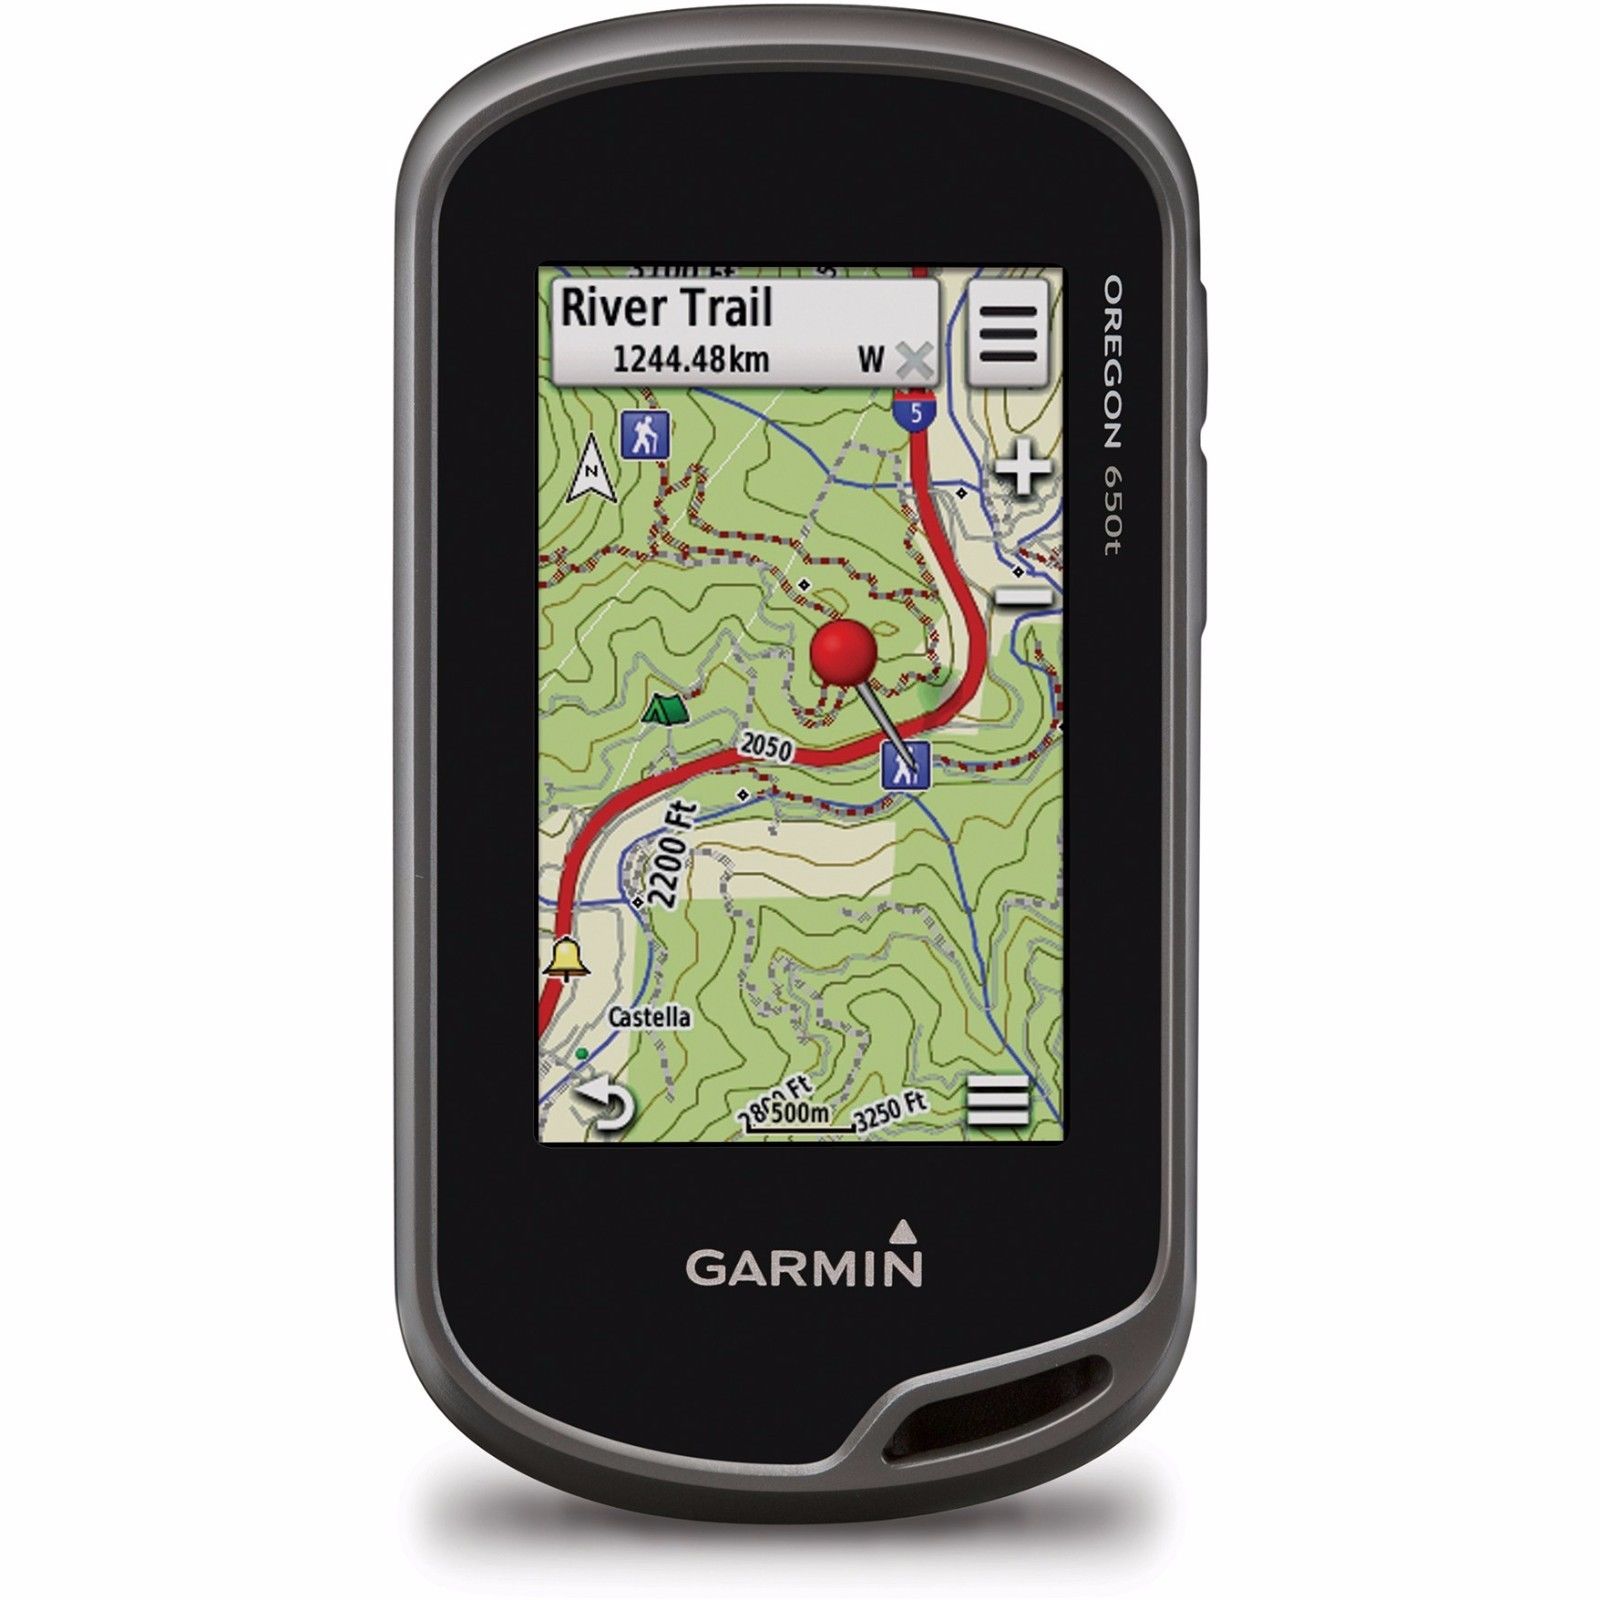 River Trail
1244.48km W
5
N
2050
2200 Ft
Castella
500m
3250 Ft
OREGON 650t
GARMIN